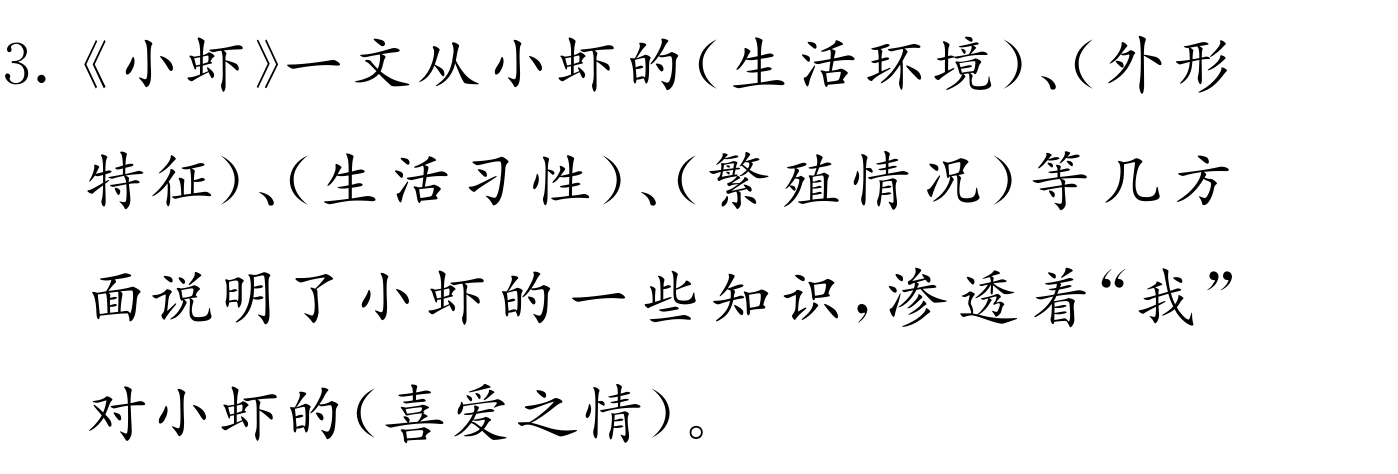 3.《小虾》一文从小虾的(生活环境)、(外形
特征)、(生活习性)、(繁殖情况)等几方
面说明了小虾的一些知识,渗透着“我”
对小虾的(喜爱之情)。